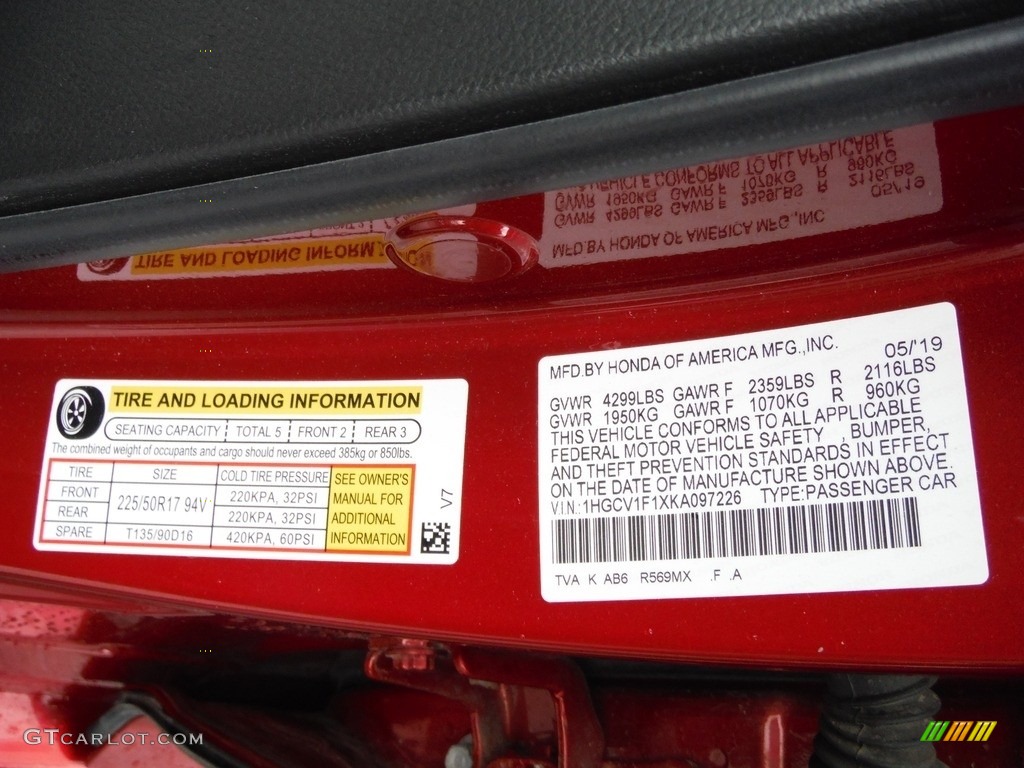 TIRE AND LOADING INFORMATION
SEATING CAPACITY TOTAL 5 FRONT 2 REAR 3
The combined weight of occupants and cargo should never exceed 385kg or 850lbs.
TIRE SIZE COLD TIRE PRESSURE
FRONT 225/50R17 94V 220KPA, 32PSI
REAR 220KPA, 32PSI
SPARE T135/90D16 420KPA, 60PSI
SEE OWNER'S
MANUAL FOR
ADDITIONAL
INFORMATION
V7
MFD.BY HONDA OF AMERICA MFG.,INC. 05/'19
GVWR 4299LBS GAWR F 2359LBS R 2116LBS
GVWR 1950KG GAWR F 1070KG R 960KG
THIS VEHICLE CONFORMS TO ALL APPLICABLE
FEDERAL MOTOR VEHICLE SAFETY , BUMPER,
AND THEFT PREVENTION STANDARDS IN EFFECT
ON THE DATE OF MANUFACTURE SHOWN ABOVE.
V.I.N.:1HGCV1F1XKA097226 TYPE:PASSENGER CAR
TVA K AB6 R569MX .F .A
GTCARLOT.COM